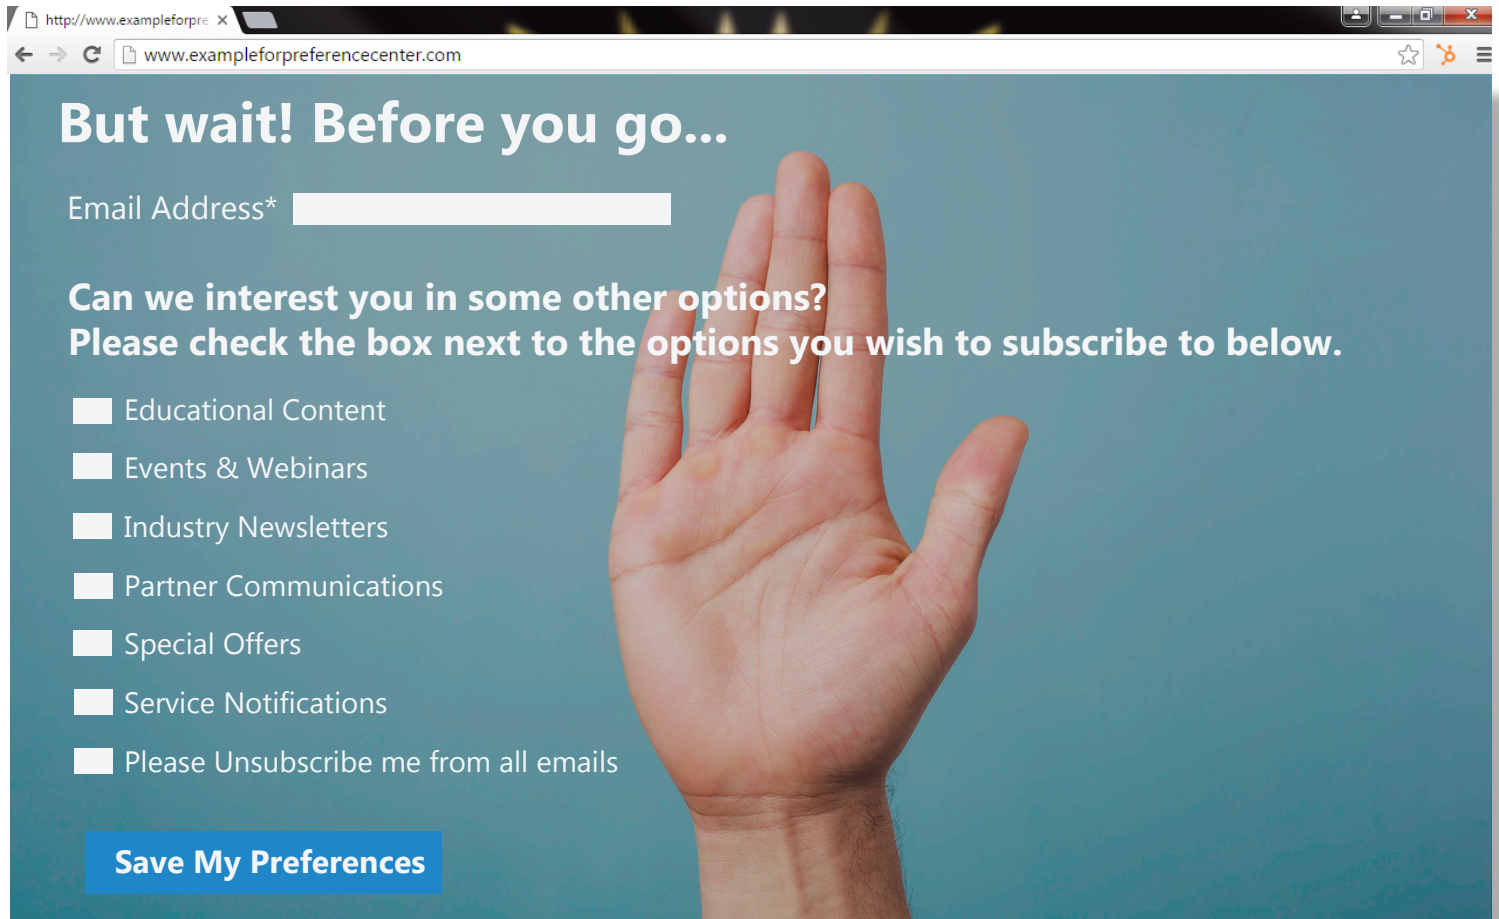 http://www.exampleforpre
www.exampleforpreferencecenter.com
But wait! Before you go...
Email Address*
Can we interest you in some other options?
Please check the box next to the options you wish to subscribe to below.
Educational Content
Events & Webinars
Industry Newsletters
Partner Communications
Special Offers
Service Notifications
Please Unsubscribe me from all emails
Save My Preferences